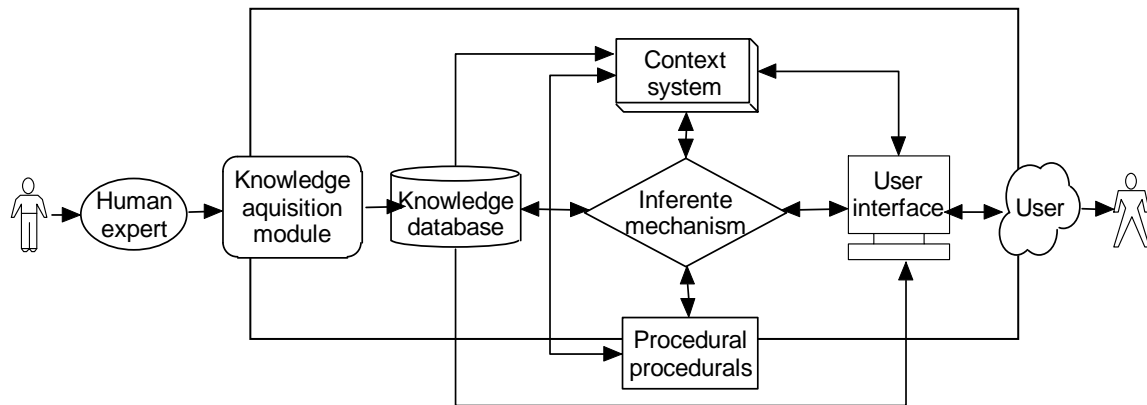 Context
system
Human
expert
Knowledge
aquisition
module
Knowledge
database
Inferente
mechanism
User
interface
User
Procedural
procedurals